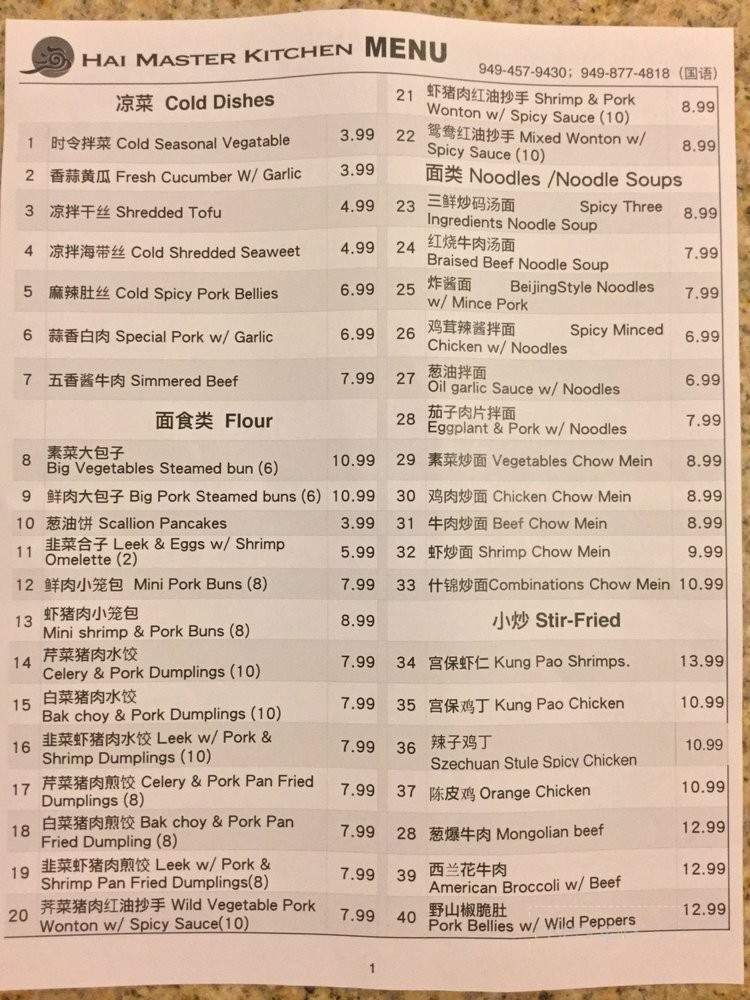 HAI MASTER KITCHEN MENU
949-457-9430; 949-877-4818 (国语)
凉菜 Cold Dishes
1 时令拌菜 Cold Seasonal Vegatable 3.99
2 香蒜黄瓜 Fresh Cucumber W/ Garlic 3.99
3 凉拌干丝 Shredded Tofu 4.99
4 凉拌海带丝 Cold Shredded Seaweet 4.99
5 麻辣肚丝 Cold Spicy Pork Bellies 6.99
6 蒜香白肉 Special Pork w/ Garlic 6.99
7 五香酱牛肉 Simmered Beef 7.99
面食类 Flour
8 素菜大包子
Big Vegetables Steamed bun (6) 10.99
9 鲜肉大包子 Big Pork Steamed buns (6) 10.99
10 葱油饼 Scallion Pancakes 3.99
11 韭菜合子 Leek & Eggs w/ Shrimp
Omelette (2) 5.99
12 鲜肉小笼包 Mini Pork Buns (8) 7.99
13 虾猪肉小笼包
Mini shrimp & Pork Buns (8) 8.99
14 芹菜猪肉水饺
Celery & Pork Dumplings (10) 7.99
15 白菜猪肉水饺
Bak choy & Pork Dumplings (10) 7.99
16 韭菜虾猪肉水饺 Leek w/ Pork &
Shrimp Dumplings (10) 7.99
17 芹菜猪肉煎饺 Celery & Pork Pan Fried
Dumplings (8) 7.99
18 白菜猪肉煎饺 Bak choy & Pork Pan
Fried Dumpling (8) 7.99
19 韭菜虾猪肉煎饺 Leek w/ Pork &
Shrimp Pan Fried Dumplings(8) 7.99
20 荠菜猪肉红油抄手 Wild Vegetable Pork
Wonton w/ Spicy Sauce(10) 7.99
21 虾猪肉红油抄手 Shrimp & Pork
Wonton w/ Spicy Sauce (10) 8.99
22 鸳鸯红油抄手 Mixed Wonton w/
Spicy Sauce (10) 8.99
面类 Noodles /Noodle Soups
23 三鲜炒码汤面 Spicy Three
Ingredients Noodle Soup 8.99
24 红烧牛肉汤面
Braised Beef Noodle Soup 7.99
25 炸酱面 BeijingStyle Noodles
w/ Mince Pork 7.99
26 鸡茸辣酱拌面 Spicy Minced
Chicken w/ Noodles 6.99
27 葱油拌面
Oil garlic Sauce w/ Noodles 6.99
28 茄子肉片拌面
Eggplant & Pork w/ Noodles 7.99
29 素菜炒面 Vegetables Chow Mein 8.99
30 鸡肉炒面 Chicken Chow Mein 8.99
31 牛肉炒面 Beef Chow Mein 8.99
32 虾炒面 Shrimp Chow Mein 9.99
33 什锦炒面Combinations Chow Mein 10.99
小炒 Stir-Fried
34 宫保虾仁 Kung Pao Shrimps. 13.99
35 宫保鸡丁 Kung Pao Chicken 10.99
36 辣子鸡丁
Szechuan Stule Spicy Chicken 10.99
37 陈皮鸡 Orange Chicken 10.99
28 葱爆牛肉 Mongolian beef 12.99
39 西兰花牛肉
American Broccoli w/ Beef 12.99
40 野山椒脆肚
Pork Bellies w/ Wild Peppers 12.99
1